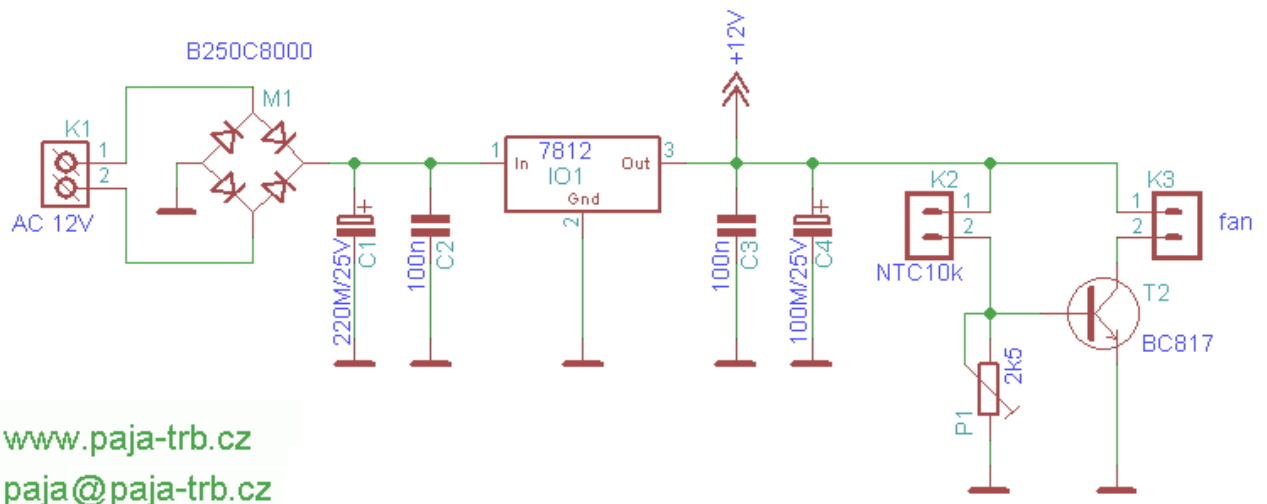 B250C8000
M1
K1
1
2
AC 12V
220M/25V
C1
100n
C2
1
In
7812
IO1
Gnd
Out
3
2
+12V
100n
C3
100M/25V
C4
K2
1
2
NTC10k
K3
1
2
fan
T2
BC817
P1
2k5
www.paja-trb.cz
paja@paja-trb.cz